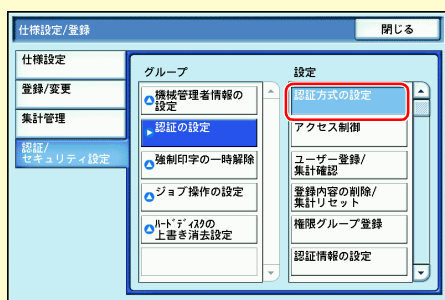 仕様設定/登録
閉じる
仕様設定
登録/変更
集計管理
認証/
セキュリティ設定
グループ
機械管理者情報の
設定
認証の設定
強制印字の一時解除
ジョブ操作の設定
ﾊｰﾄﾞﾃﾞｨｽｸの
上書き消去設定
設定
認証方式の設定
アクセス制御
ユーザー登録/
集計確認
登録内容の削除/
集計リセット
権限グループ登録
認証情報の設定